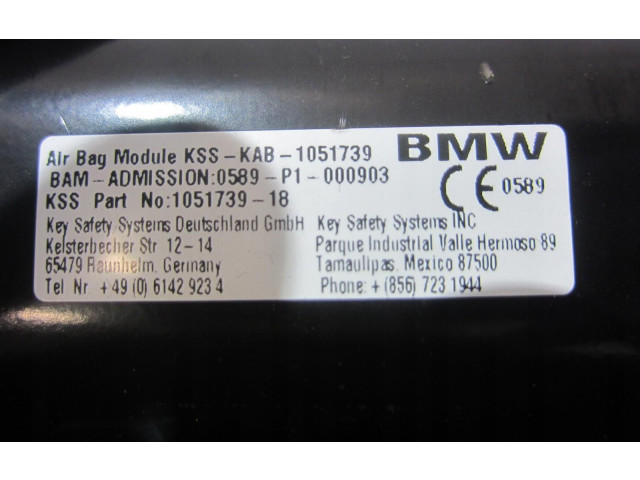 Air Bag Module KSS-KAB-1051739
BMW
BAM-ADMISSION:0589-P1-000903
CE 0589
KSS Part No:1051739-18
Key Safety Systems Deutschland GmbH
Kelsterbecher Str 12-14
65479 Raunheim, Germany
Tel Nr. +49 (0) 6142 923 4
Key Safety Systems INC
Parque Industrial Valle Hermoso 89
Tamaulipas. Mexico 87500
Phone: + (856) 723 1944